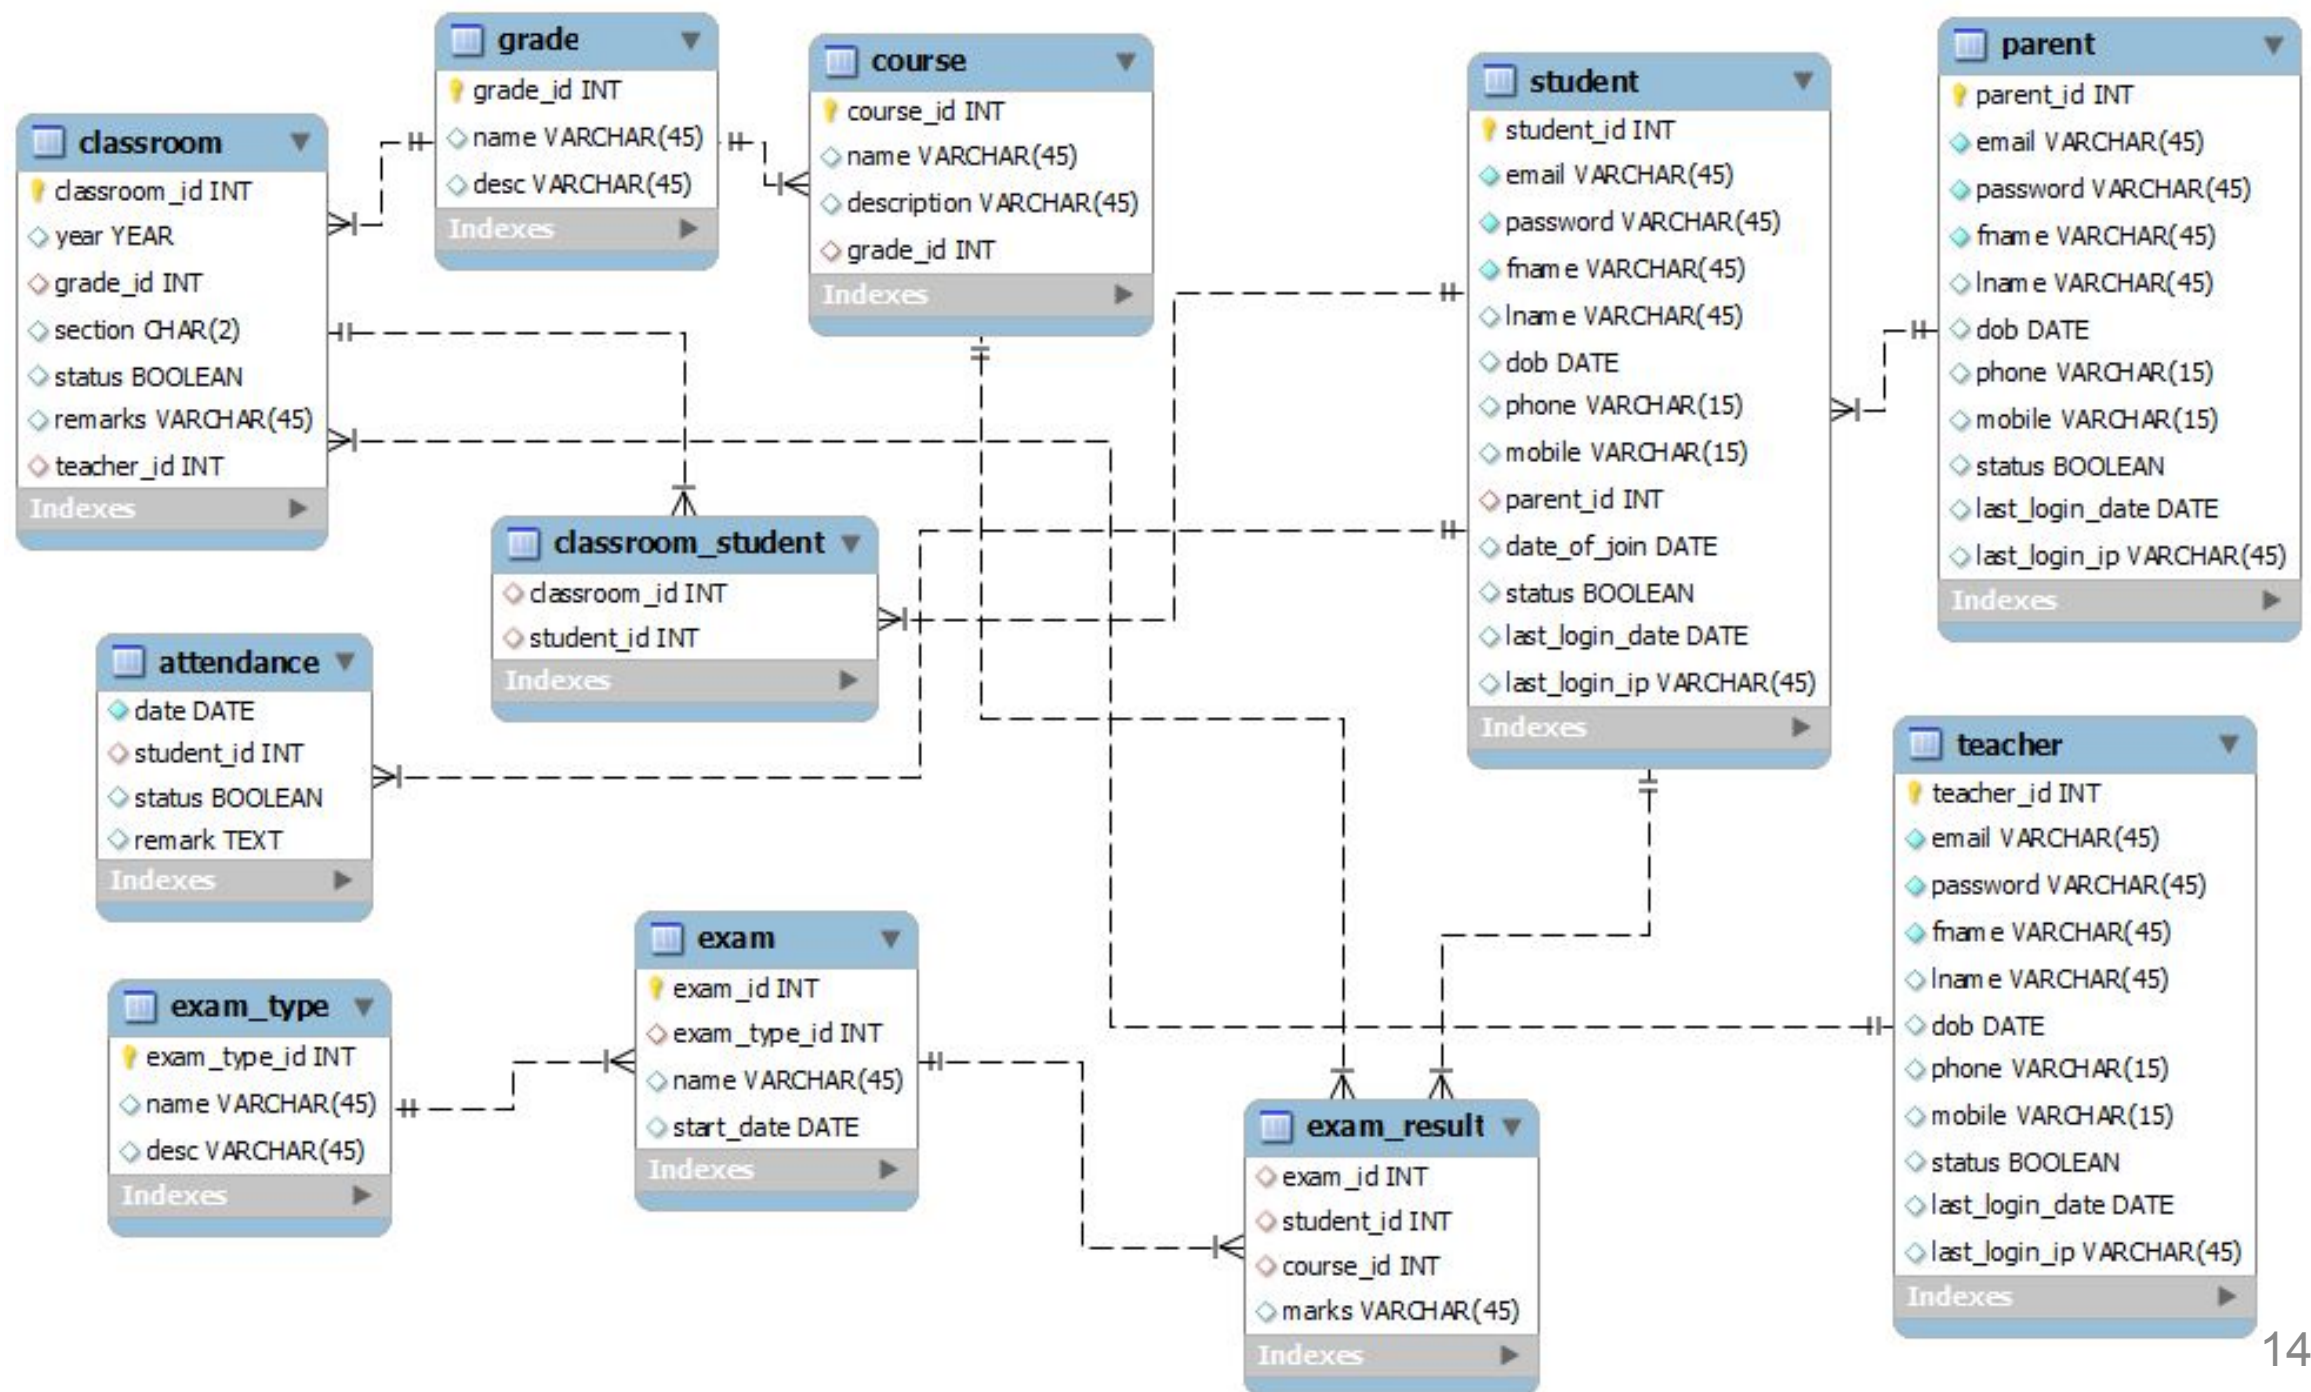 grade
grade_id INT
name VARCHAR(45)
desc VARCHAR(45)
Indexes
course
course_id INT
name VARCHAR(45)
description VARCHAR(45)
grade_id INT
Indexes
student
student_id INT
email VARCHAR(45)
password VARCHAR(45)
fname VARCHAR(45)
lname VARCHAR(45)
dob DATE
phone VARCHAR(15)
mobile VARCHAR(15)
parent_id INT
date_of_join DATE
status BOOLEAN
last_login_date DATE
last_login_ip VARCHAR(45)
Indexes
parent
parent_id INT
email VARCHAR(45)
password VARCHAR(45)
fname VARCHAR(45)
lname VARCHAR(45)
dob DATE
phone VARCHAR(15)
mobile VARCHAR(15)
status BOOLEAN
last_login_date DATE
last_login_ip VARCHAR(45)
Indexes
classroom
classroom_id INT
year YEAR
grade_id INT
section CHAR(2)
status BOOLEAN
remarks VARCHAR(45)
teacher_id INT
Indexes
classroom_student
classroom_id INT
student_id INT
Indexes
attendance
date DATE
student_id INT
status BOOLEAN
remark TEXT
Indexes
teacher
teacher_id INT
email VARCHAR(45)
password VARCHAR(45)
fname VARCHAR(45)
lname VARCHAR(45)
dob DATE
phone VARCHAR(15)
mobile VARCHAR(15)
status BOOLEAN
last_login_date DATE
last_login_ip VARCHAR(45)
Indexes
exam_type
exam_type_id INT
name VARCHAR(45)
desc VARCHAR(45)
Indexes
exam
exam_id INT
exam_type_id INT
name VARCHAR(45)
start_date DATE
Indexes
exam_result
exam_id INT
student_id INT
course_id INT
marks VARCHAR(45)
Indexes
14